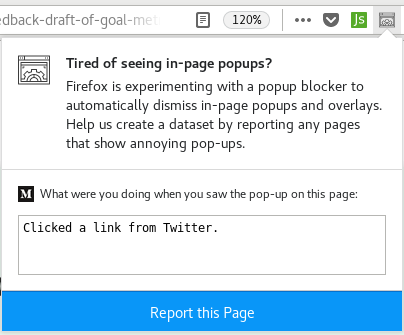 edback-draft-of-goal-met
120%
Js
Tired of seeing in-page popups?
Firefox is experimenting with a popup blocker to
automatically dismiss in-page popups and overlays.
Help us create a dataset by reporting any pages
that show annoying pop-ups.
M What were you doing when you saw the pop-up on this page:
Clicked a link from Twitter.
Report this Page